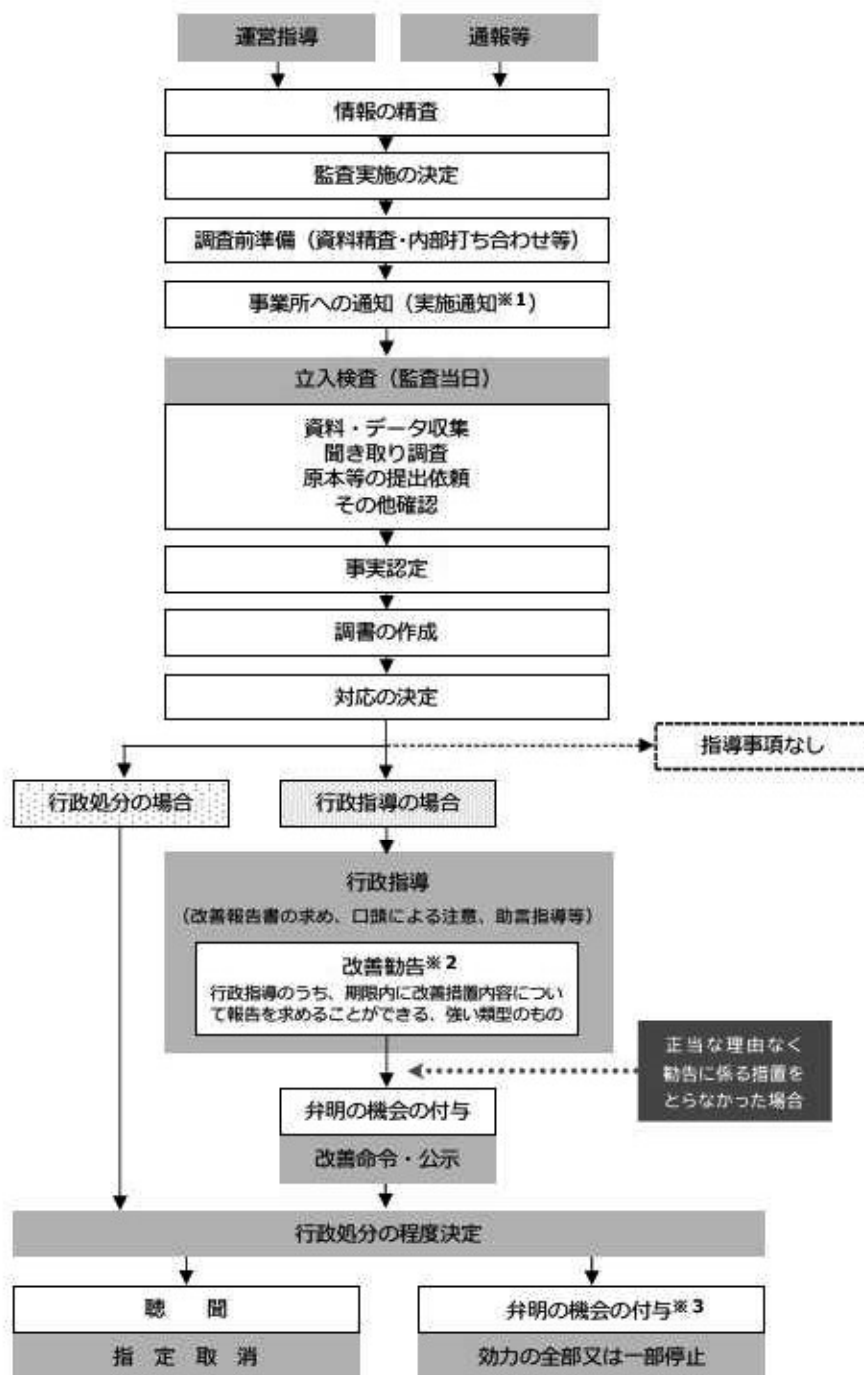 運営指導
通報等
情報の精査
監査実施の決定
調査前準備（資料精査・内部打ち合わせ等）
事業所への通知（実施通知※1）
立入検査（監査当日）
資料・データ収集
聞き取り調査
原本等の提出依頼
その他確認
事実認定
調書の作成
対応の決定
指導事項なし
行政処分の場合
行政指導の場合
行政指導
（改善報告書の求め、口頭による注意、助言指導等）
改善勧告※2
行政指導のうち、期限内に改善措置内容につい
て報告を求めることができる、強い類型のもの
正当な理由なく
勧告に係る措置を
とらなかった場合
弁明の機会の付与
改善命令・公示
行政処分の程度決定
聴　聞
指　定　取　消
弁明の機会の付与※3
効力の全部又は一部停止